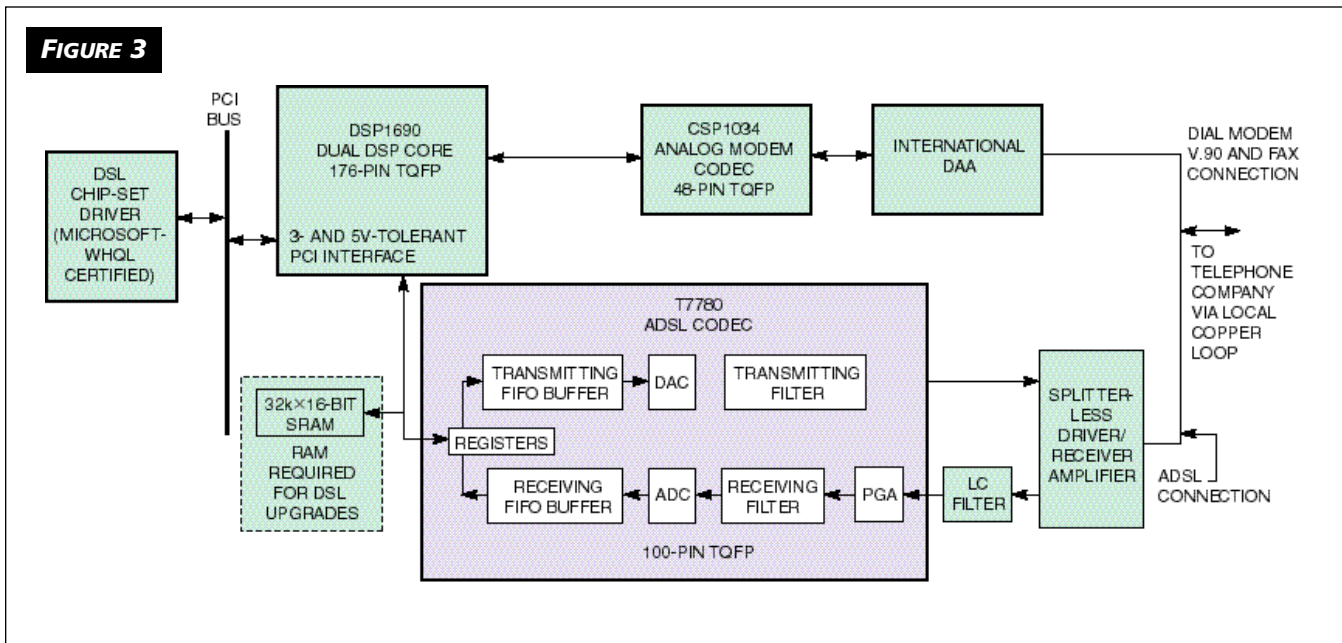 FIGURE 3
PCI
BUS
DSL
CHIP-SET
DRIVER
(MICROSOFT-
WHQL
CERTIFIED)
DSP1690
DUAL DSP CORE
176-PIN TQFP
3- AND 5V-TOLERANT
PCI INTERFACE
CSP1034
ANALOG MODEM
CODEC
48-PIN TQFP
INTERNATIONAL
DAA
DIAL MODEM
V.90 AND FAX
CONNECTION
TO
TELEPHONE
COMPANY
VIA LOCAL
COPPER
LOOP
32k×16-BIT
SRAM
RAM
REQUIRED
FOR DSL
UPGRADES
T7780
ADSL CODEC
TRANSMITTING
FIFO BUFFER
DAC
TRANSMITTING
FILTER
REGISTERS
RECEIVING
FIFO BUFFER
ADC
RECEIVING
FILTER
PGA
100-PIN TQFP
LC
FILTER
SPLITTER-
LESS
DRIVER/
RECEIVER
AMPLIFIER
ADSL
CONNECTION